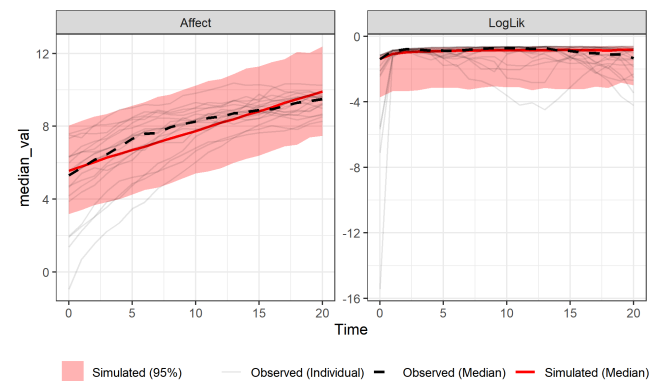 Affect
LogLik
median_val
12
8
4
0
0
-4
-8
-12
-16
0 5 10 15 20
0 5 10 15 20
Time
Simulated (95%) Observed (Individual) Observed (Median) Simulated (Median)